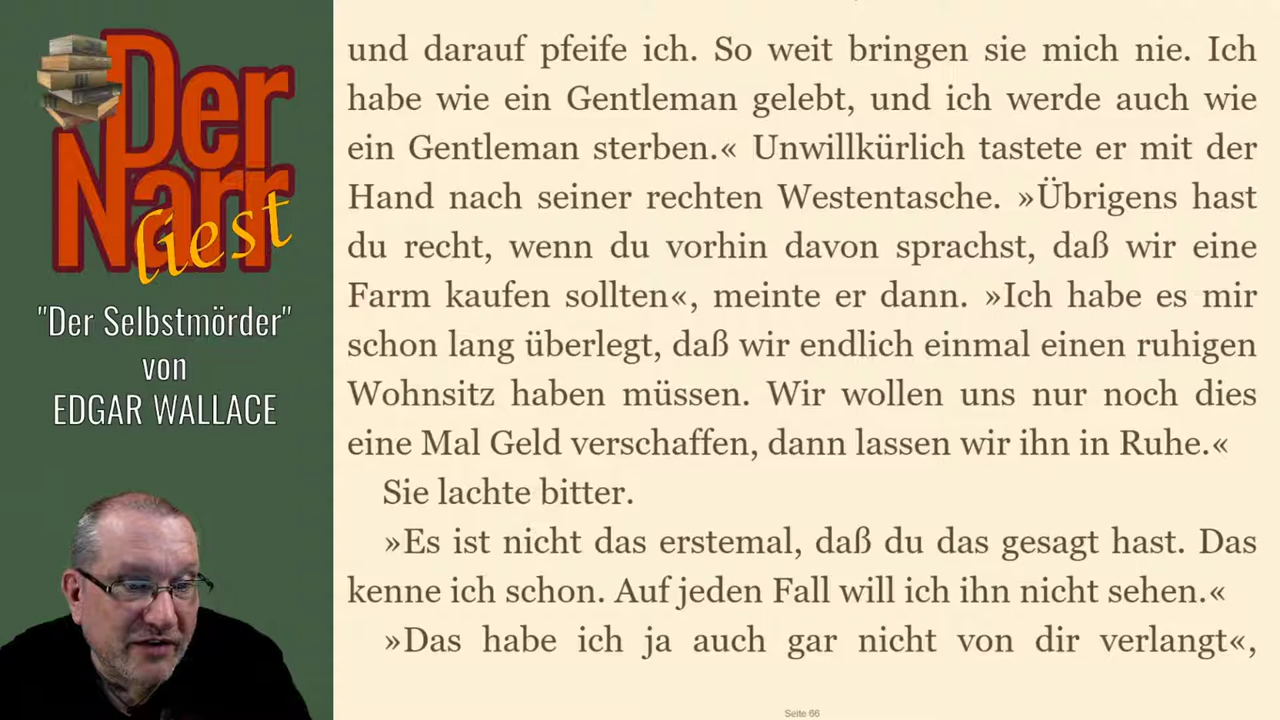 Der
Narr
liest
"Der Selbstmörder"
von
EDGAR WALLACE
und darauf pfeife ich. So weit bringen sie mich nie. Ich
habe wie ein Gentleman gelebt, und ich werde auch wie
ein Gentleman sterben.« Unwillkürlich tastete er mit der
Hand nach seiner rechten Westentasche. »Übrigens hast
du recht, wenn du vorhin davon sprachst, daß wir eine
Farm kaufen sollten«, meinte er dann. »Ich habe es mir
schon lang überlegt, daß wir endlich einmal einen ruhigen
Wohnsitz haben müssen. Wir wollen uns nur noch dies
eine Mal Geld verschaffen, dann lassen wir ihn in Ruhe.«
Sie lachte bitter.
»Es ist nicht das erstemal, daß du das gesagt hast. Das
kenne ich schon. Auf jeden Fall will ich ihn nicht sehen.«
»Das habe ich ja auch gar nicht von dir verlangt«,
Seite 66